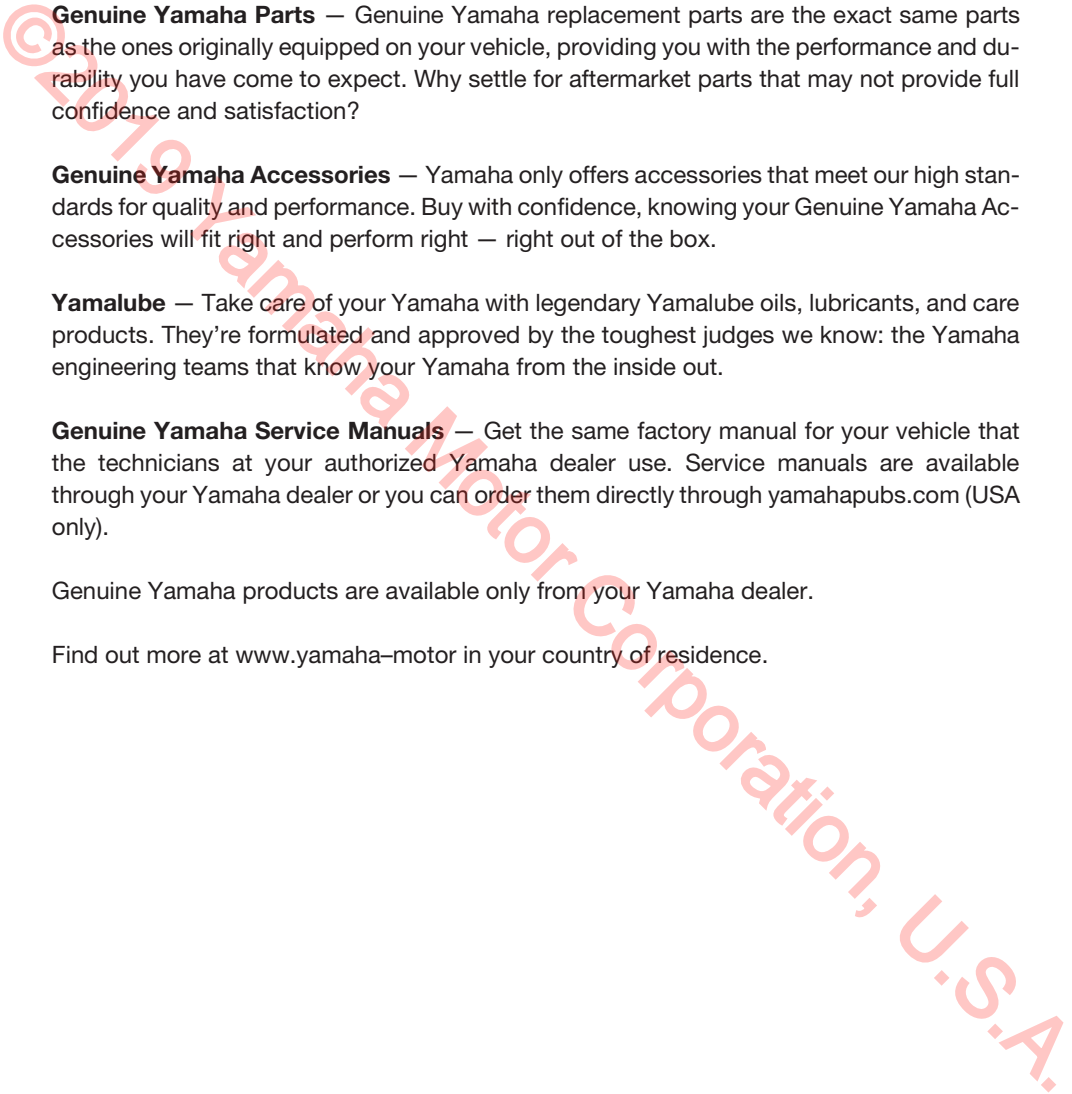 Genuine Yamaha Parts — Genuine Yamaha replacement parts are the exact same parts
as the ones originally equipped on your vehicle, providing you with the performance and du-
rability you have come to expect. Why settle for aftermarket parts that may not provide full
confidence and satisfaction?
Genuine Yamaha Accessories — Yamaha only offers accessories that meet our high stan-
dards for quality and performance. Buy with confidence, knowing your Genuine Yamaha Ac-
cessories will fit right and perform right — right out of the box.
Yamalube — Take care of your Yamaha with legendary Yamalube oils, lubricants, and care
products. They're formulated and approved by the toughest judges we know: the Yamaha
engineering teams that know your Yamaha from the inside out.
Genuine Yamaha Service Manuals — Get the same factory manual for your vehicle that
the technicians at your authorized Yamaha dealer use. Service manuals are available
through your Yamaha dealer or you can order them directly through yamahapubs.com (USA
only).
Genuine Yamaha products are available only from your Yamaha dealer.
Find out more at www.yamaha–motor in your country of residence.
©2019 Yamaha Motor Corporation, U.S.A.